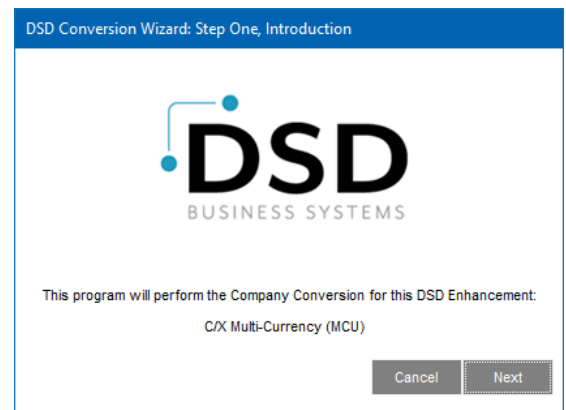 DSD Conversion Wizard: Step One, Introduction
DSD
BUSINESS SYSTEMS
This program will perform the Company Conversion for this DSD Enhancement:
C/X Multi-Currency (MCU)
Cancel Next